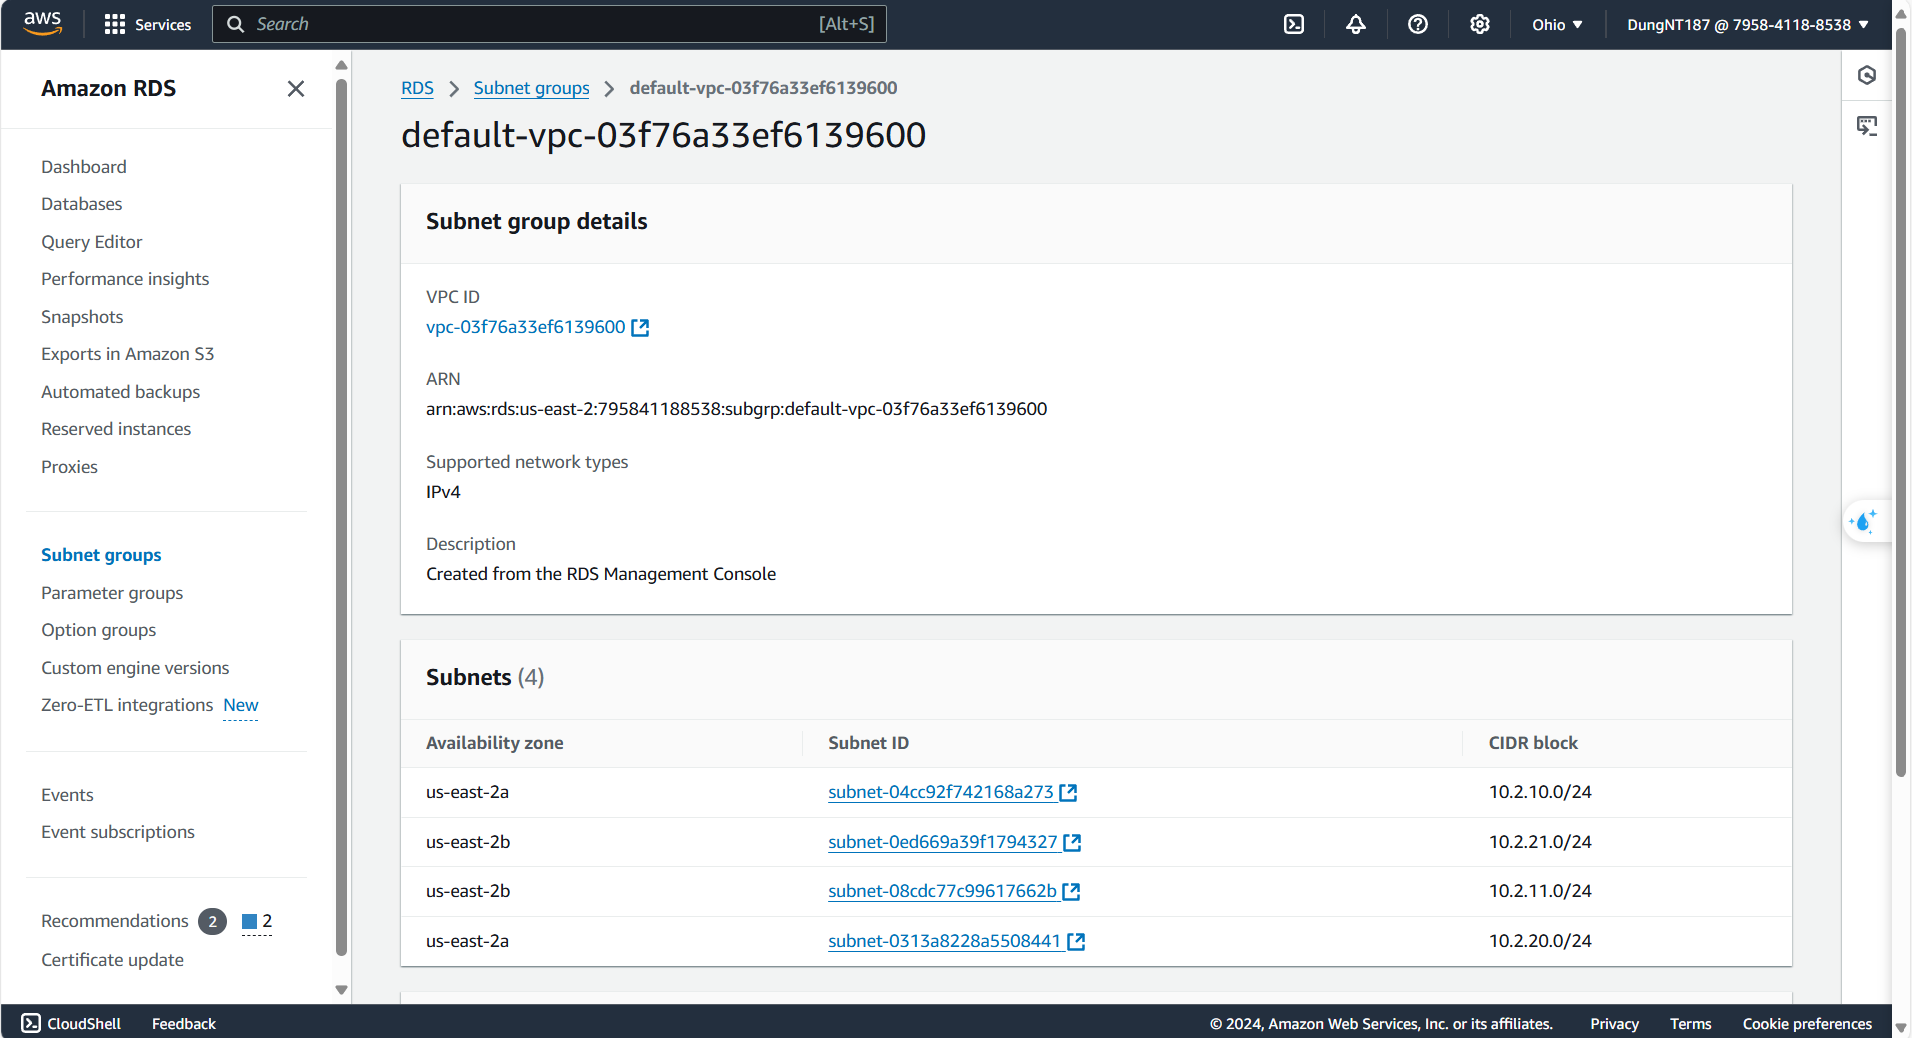 aws
Services
Search
[Alt+S]
Ohio
DungNT187 @ 7958-4118-8538
Amazon RDS
Dashboard
Databases
Query Editor
Performance insights
Snapshots
Exports in Amazon S3
Automated backups
Reserved instances
Proxies
Subnet groups
Parameter groups
Option groups
Custom engine versions
Zero-ETL integrations New
Events
Event subscriptions
Recommendations 2 2
Certificate update
RDS > Subnet groups > default-vpc-03f76a33ef6139600
default-vpc-03f76a33ef6139600
Subnet group details
VPC ID
vpc-03f76a33ef6139600
ARN
arn:aws:rds:us-east-2:795841188538:subgrp:default-vpc-03f76a33ef6139600
Supported network types
IPv4
Description
Created from the RDS Management Console
Subnets (4)
Availability zone Subnet ID CIDR block
us-east-2a subnet-04cc92f742168a273 10.2.10.0/24
us-east-2b subnet-0ed669a39f1794327 10.2.21.0/24
us-east-2b subnet-08cdc77c99617662b 10.2.11.0/24
us-east-2a subnet-0313a8228a5508441 10.2.20.0/24
CloudShell Feedback
© 2024, Amazon Web Services, Inc. or its affiliates. Privacy Terms Cookie preferences